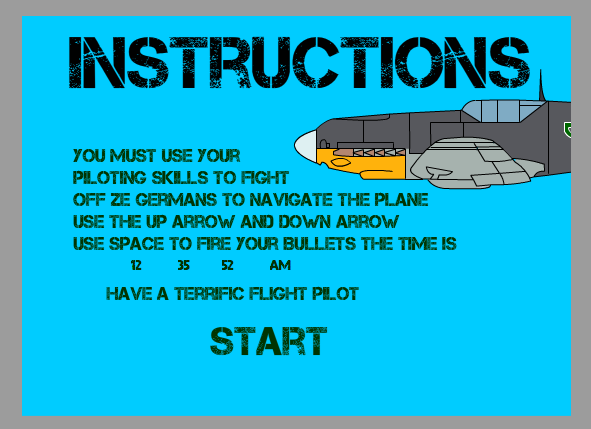 INSTRUCTIONS
YOU MUST USE YOUR
PILOTING SKILLS TO FIGHT
OFF ZE GERMANS TO NAVIGATE THE PLANE
USE THE UP ARROW AND DOWN ARROW
USE SPACE TO FIRE YOUR BULLETS THE TIME IS
12 35 52 AM
HAVE A TERRIFIC FLIGHT PILOT
START